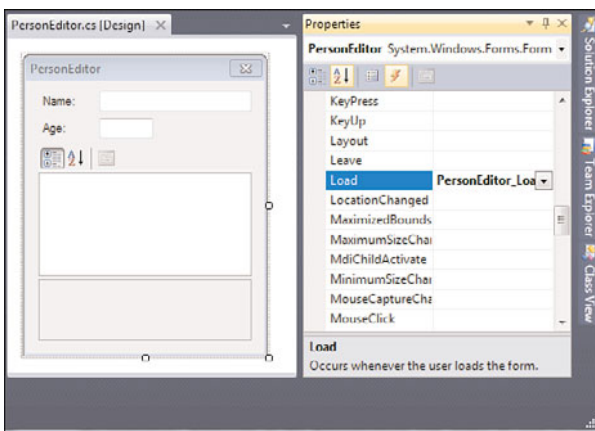 PersonEditor.cs [Design]
PersonEditor
Name:
Age:
Properties
PersonEditor System.Windows.Forms.Form
KeyPress
KeyUp
Layout
Leave
Load PersonEditor_Loa
LocationChanged
MaximizedBounds
MaximumSizeChar
MdiChildActivate
MinimumSizeChar
MouseCaptureCha
MouseClick
Load
Occurs whenever the user loads the form.
Solution Explorer
Team Explorer
Class View